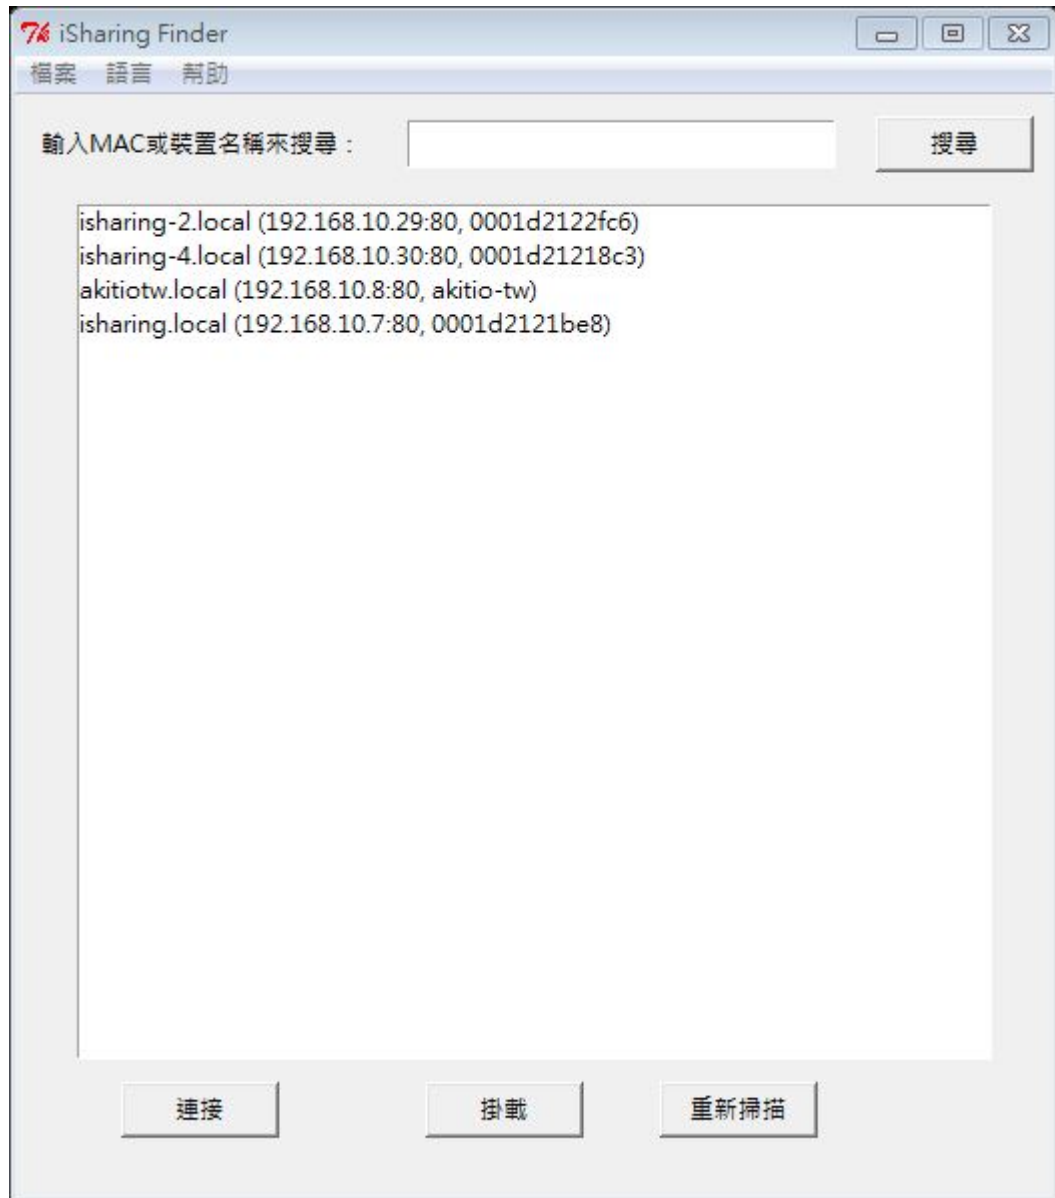 iSharing Finder
檔案 語言 幫助
輸入MAC或裝置名稱來搜尋：
搜尋
isharing-2.local (192.168.10.29:80, 0001d2122fc6)
isharing-4.local (192.168.10.30:80, 0001d21218c3)
akitiotw.local (192.168.10.8:80, akitio-tw)
isharing.local (192.168.10.7:80, 0001d2121be8)
連接 掛載 重新掃描